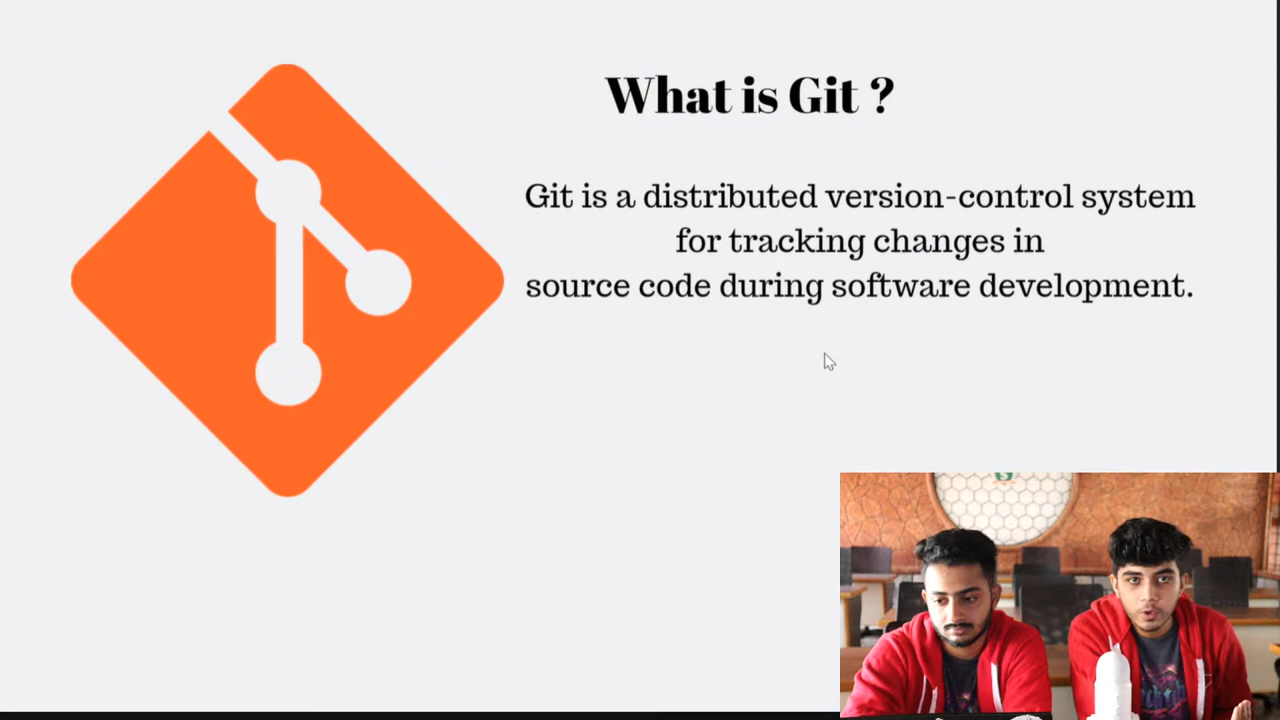 What is Git ?
Git is a distributed version-control system
for tracking changes in
source code during software development.